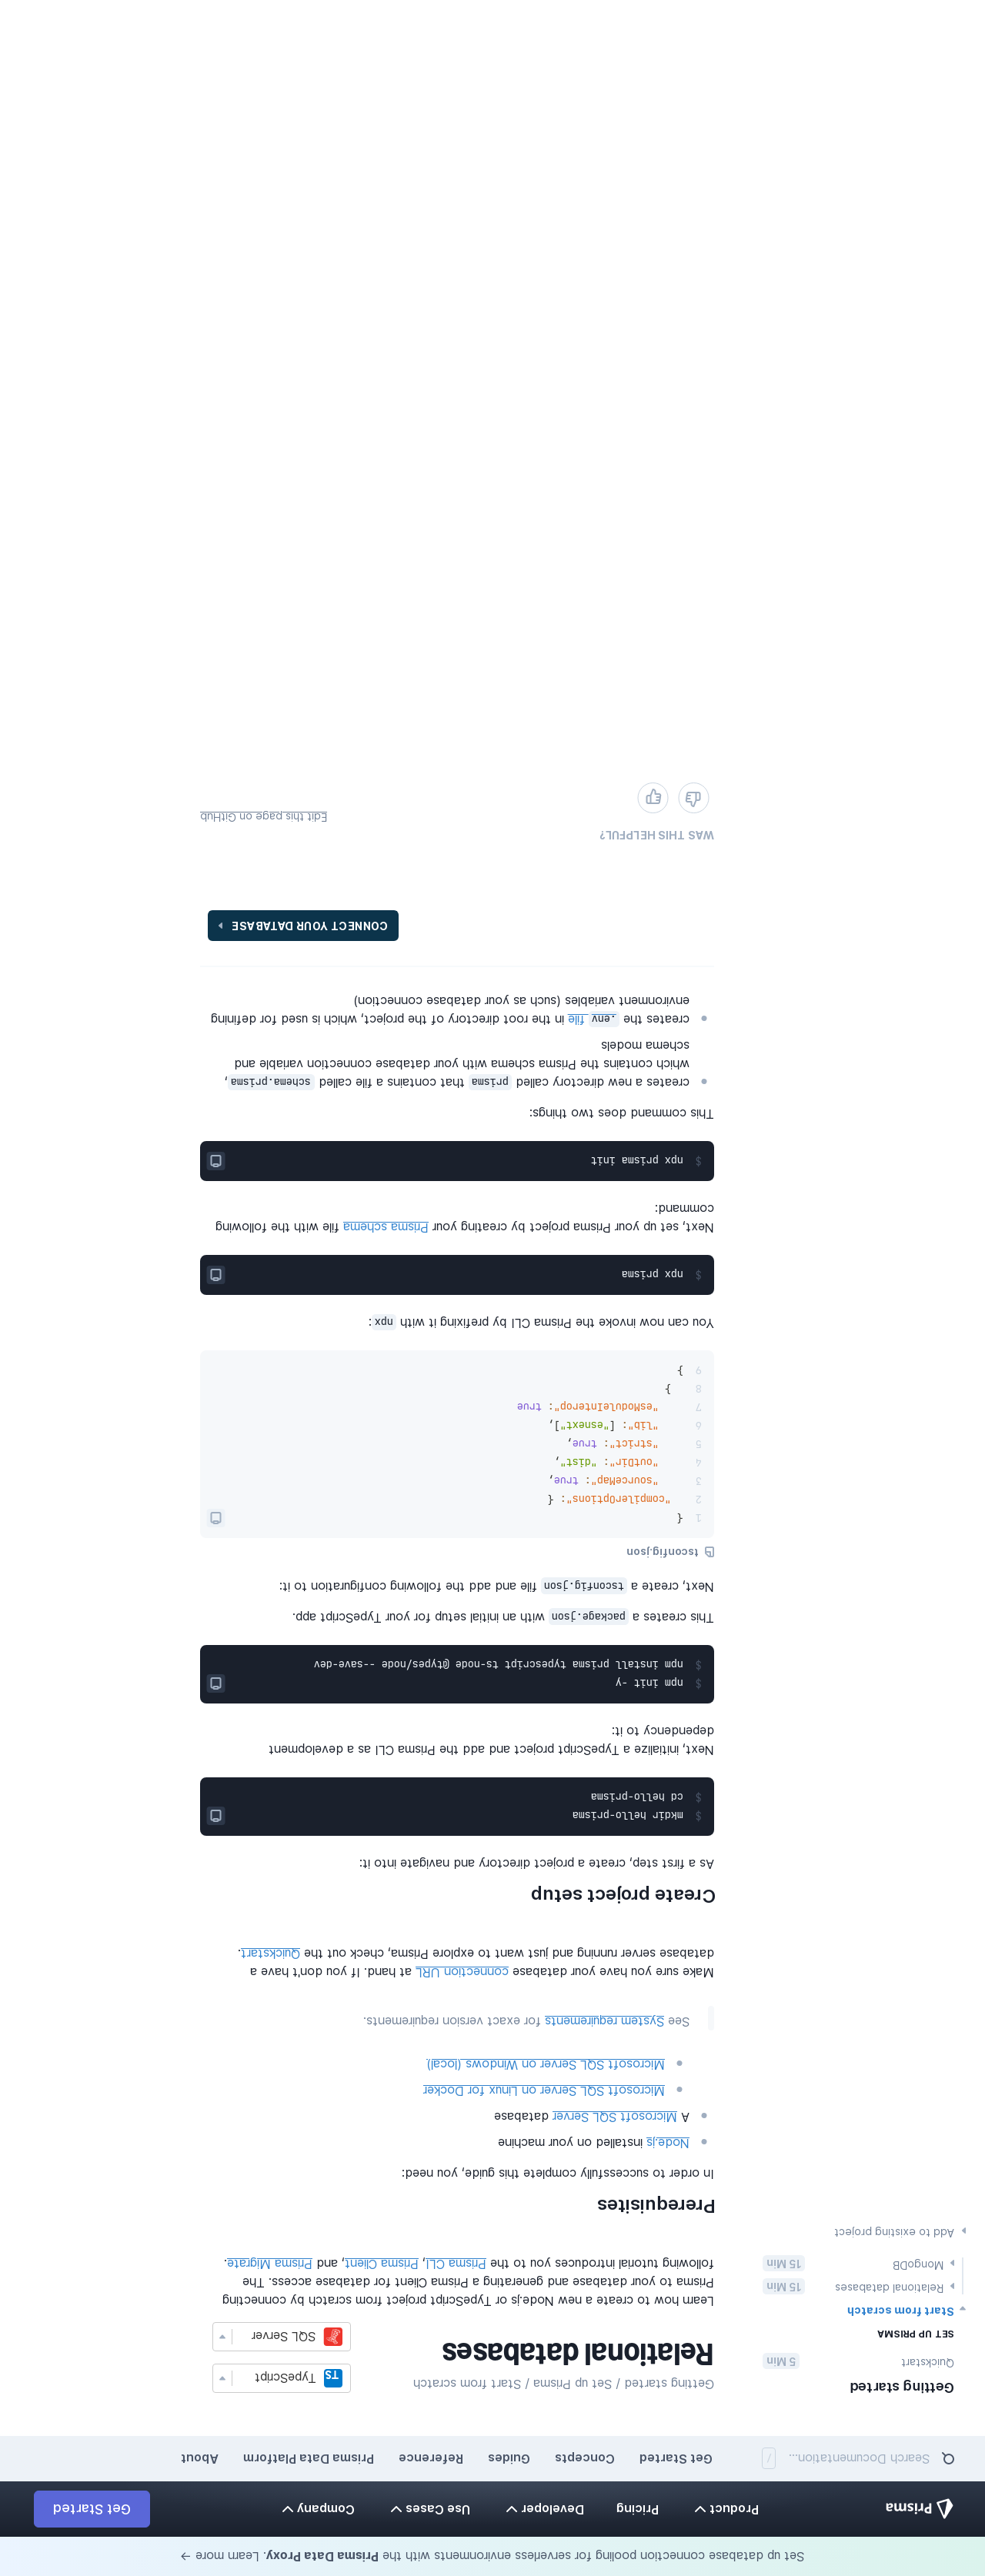 Set up database connection pooling for serverless environments with the Prisma Data Proxy. Learn more →
Prisma
Product
Pricing
Developer
Use Cases
Company
Get Started
Search Documentation... /
Get Started
Concepts
Guides
Reference
Prisma Data Platform
About
Getting started
Quickstart 5 Min
SET UP PRISMA
Start from scratch
Relational databases 15 Min
MongoDB 15 Min
Add to existing project
Getting started / Set up Prisma / Start from scratch
Relational databases
TS TypeScript
SQL Server
Learn how to create a new Node.js or TypeScript project from scratch by connecting
Prisma to your database and generating a Prisma Client for database access. The
following tutorial introduces you to the Prisma CLI, Prisma Client, and Prisma Migrate.
Prerequisites
In order to successfully complete this guide, you need:
Node.js installed on your machine
A Microsoft SQL Server database
Microsoft SQL Server on Linux for Docker
Microsoft SQL Server on Windows (local)
See System requirements for exact version requirements.
Make sure you have your database connection URL at hand. If you don't have a
database server running and just want to explore Prisma, check out the Quickstart.
Create project setup
As a first step, create a project directory and navigate into it:
$ mkdir hello-prisma
$ cd hello-prisma
Next, initialize a TypeScript project and add the Prisma CLI as a development
dependency to it:
$ npm init -y
$ npm install prisma typescript ts-node @types/node --save-dev
This creates a package.json with an initial setup for your TypeScript app.
Next, create a tsconfig.json file and add the following configuration to it:
tsconfig.json
1 {
2 "compilerOptions": {
3 "sourceMap": true,
4 "outDir": "dist",
5 "strict": true,
6 "lib": ["esnext"],
7 "esModuleInterop": true
8 }
9 }
You can now invoke the Prisma CLI by prefixing it with npx:
$ npx prisma
Next, set up your Prisma project by creating your Prisma schema file with the following
command:
$ npx prisma init
This command does two things:
creates a new directory called prisma that contains a file called schema.prisma,
which contains the Prisma schema with your database connection variable and
schema models
creates the .env file in the root directory of the project, which is used for defining
environment variables (such as your database connection)
CONNECT YOUR DATABASE
WAS THIS HELPFUL?
Edit this page on GitHub